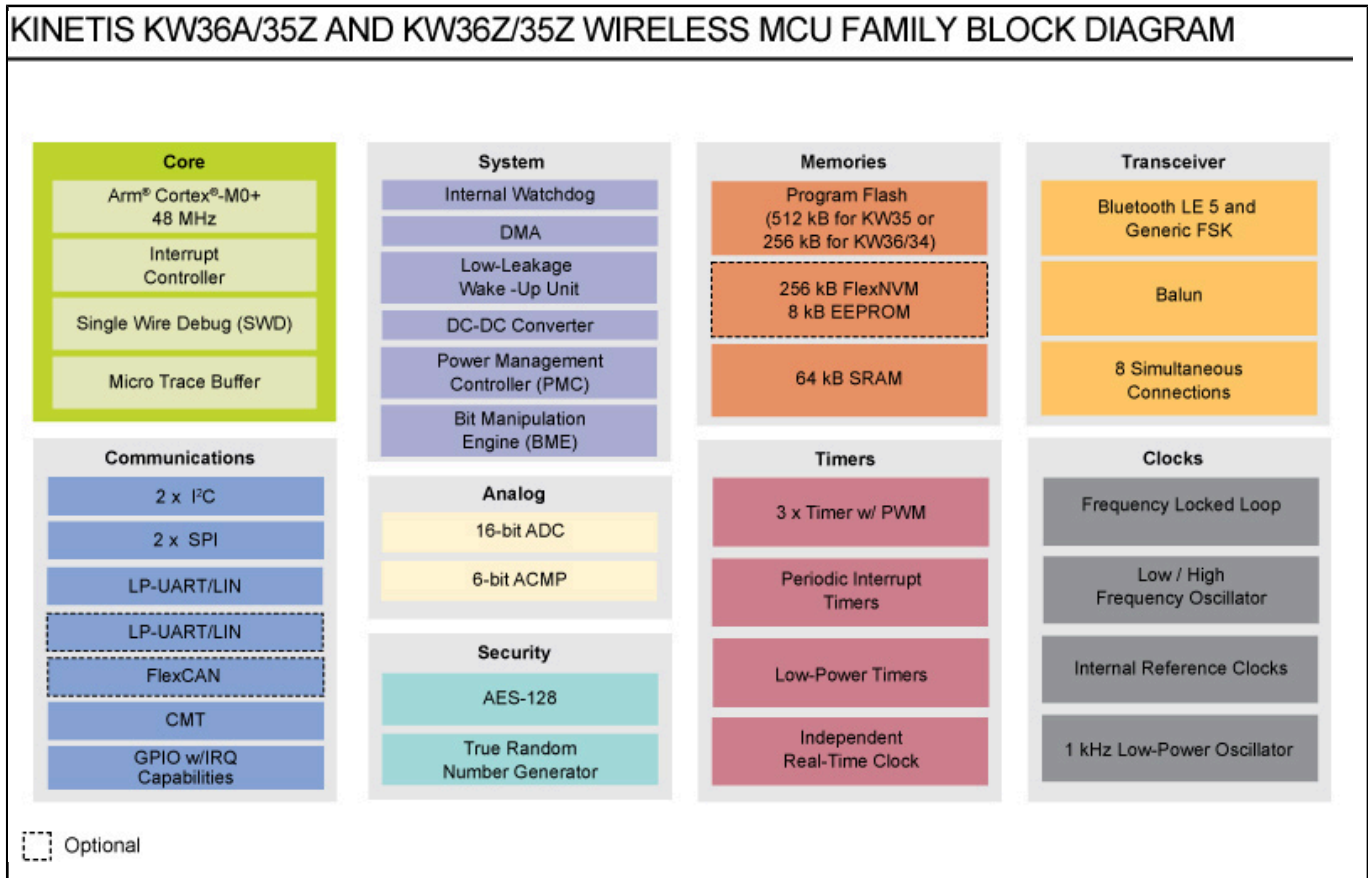 KINETIS KW36A/35Z AND KW36Z/35Z WIRELESS MCU FAMILY BLOCK DIAGRAM
Core
Arm® Cortex®-M0+
48 MHz
Interrupt
Controller
Single Wire Debug (SWD)
Micro Trace Buffer
System
Internal Watchdog
DMA
Low-Leakage
Wake -Up Unit
DC-DC Converter
Power Management
Controller (PMC)
Bit Manipulation
Engine (BME)
Memories
Program Flash
(512 kB for KW35 or
256 kB for KW36/34)
256 kB FlexNVM
8 kB EEPROM
64 kB SRAM
Transceiver
Bluetooth LE 5 and
Generic FSK
Balun
8 Simultaneous
Connections
Communications
2 x I²C
2 x SPI
LP-UART/LIN
LP-UART/LIN
FlexCAN
CMT
GPIO w/IRQ
Capabilities
Analog
16-bit ADC
6-bit ACMP
Security
AES-128
True Random
Number Generator
Timers
3 x Timer w/ PWM
Periodic Interrupt
Timers
Low-Power Timers
Independent
Real-Time Clock
Clocks
Frequency Locked Loop
Low / High
Frequency Oscillator
Internal Reference Clocks
1 kHz Low-Power Oscillator
Optional